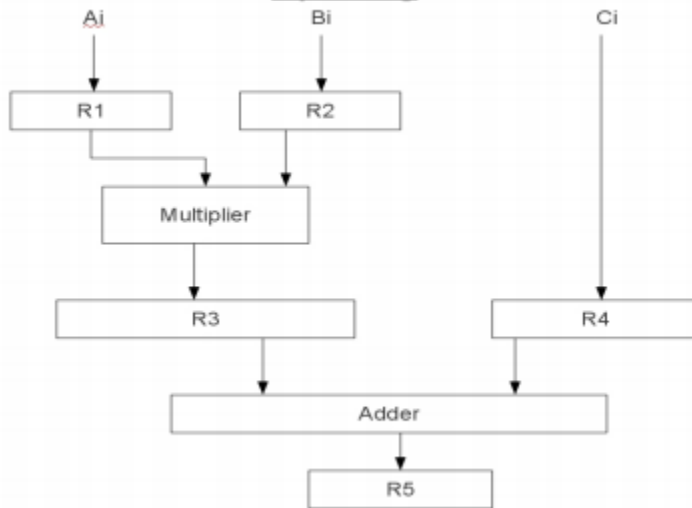 Ai Bi Ci
R1 R2
Multiplier
R3 R4
Adder
R5